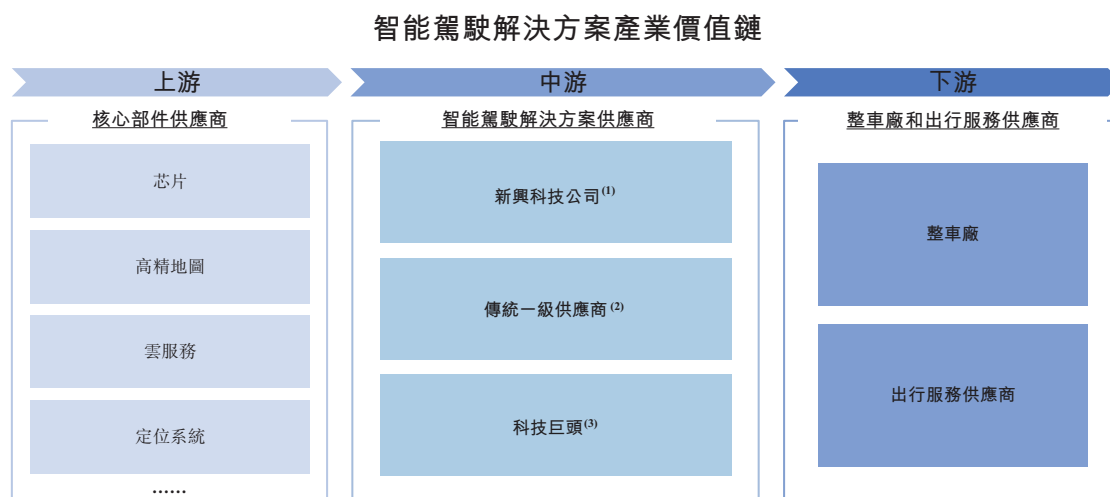 智能駕駛解決方案產業價值鏈
上游
中游
下游
核心部件供應商
智能駕駛解決方案供應商
整車廠和出行服務供應商
芯片
高精地圖
雲服務
定位系統
......
新興科技公司(1)
傳統一級供應商(2)
科技巨頭(3)
整車廠
出行服務供應商